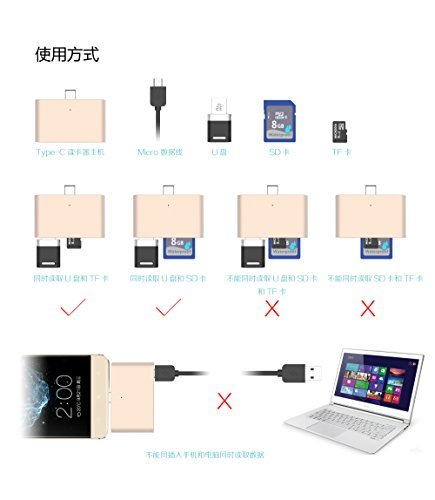 使用方式
Type-C 读卡器主机
Micro 数据线
U 盘
SD 卡
TF 卡
8GB
同时读取 U 盘和 TF 卡
同时读取 U 盘和 SD 卡
不能同时读取 U 盘和 SD 卡
和 TF 卡
不能同时读取 SD 卡和 TF 卡
2:00
不能同插入手机和电脑同时读取数据